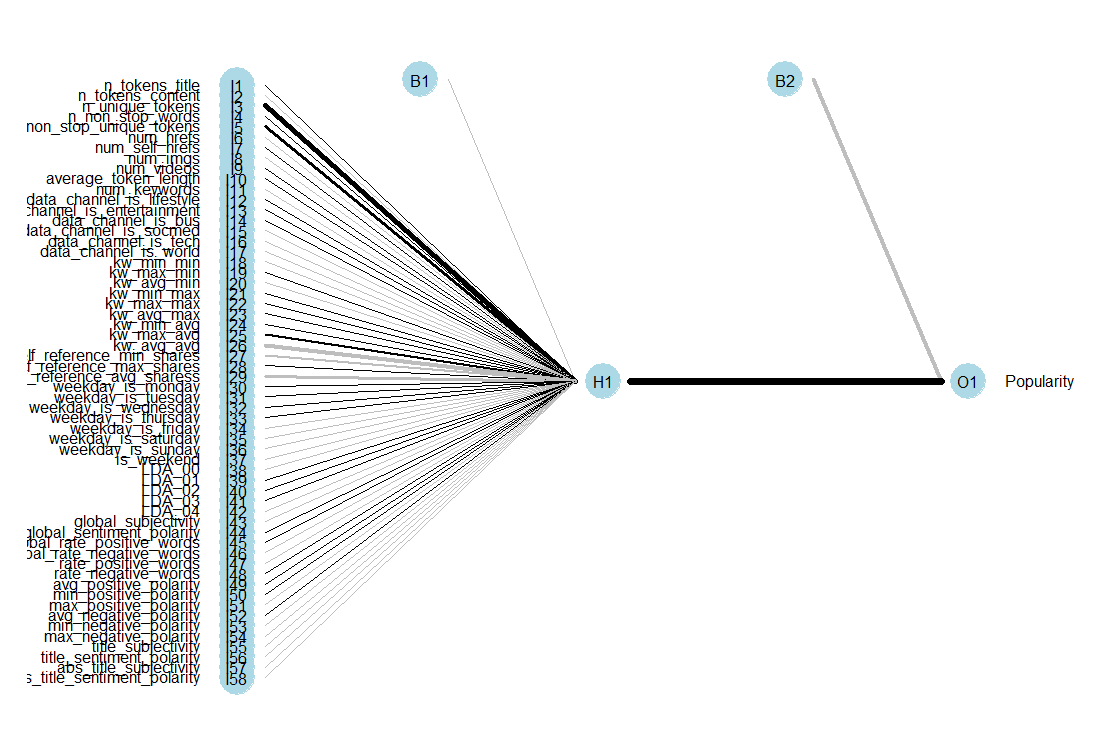 B1
B2
n_tokens_title I1
n_tokens_content I2
n_unique_tokens I3
n_non_stop_words I4
non_stop_unique_tokens I5
num_hrefs I6
num_self_hrefs I7
num_imgs I8
num_videos I9
average_token_length I10
num_keywords I11
data_channel_is_lifestyle I12
channel_is_entertainment I13
data_channel_is_bus I14
data_channel_is_socmed I15
data_channel_is_tech I16
data_channel_is_world I17
kw_min_min I18
kw_max_min I19
kw_avg_min I20
kw_min_max I21
kw_max_max I22
kw_avg_max I23
kw_min_avg I24
kw_max_avg I25
kw_avg_avg I26
lf_reference_min_shares I27
f_reference_max_shares I28
_reference_avg_sharess I29
weekday_is_monday I30
weekday_is_tuesday I31
weekday_is_wednesday I32
weekday_is_thursday I33
weekday_is_friday I34
weekday_is_saturday I35
weekday_is_sunday I36
is_weekend I37
LDA_00 I38
LDA_01 I39
LDA_02 I40
LDA_03 I41
LDA_04 I42
global_subjectivity I43
global_sentiment_polarity I44
bal_rate_positive_words I45
bal_rate_negative_words I46
rate_positive_words I47
rate_negative_words I48
avg_positive_polarity I49
min_positive_polarity I50
max_positive_polarity I51
avg_negative_polarity I52
min_negative_polarity I53
max_negative_polarity I54
title_subjectivity I55
title_sentiment_polarity I56
abs_title_subjectivity I57
s_title_sentiment_polarity I58
H1
O1
Popularity